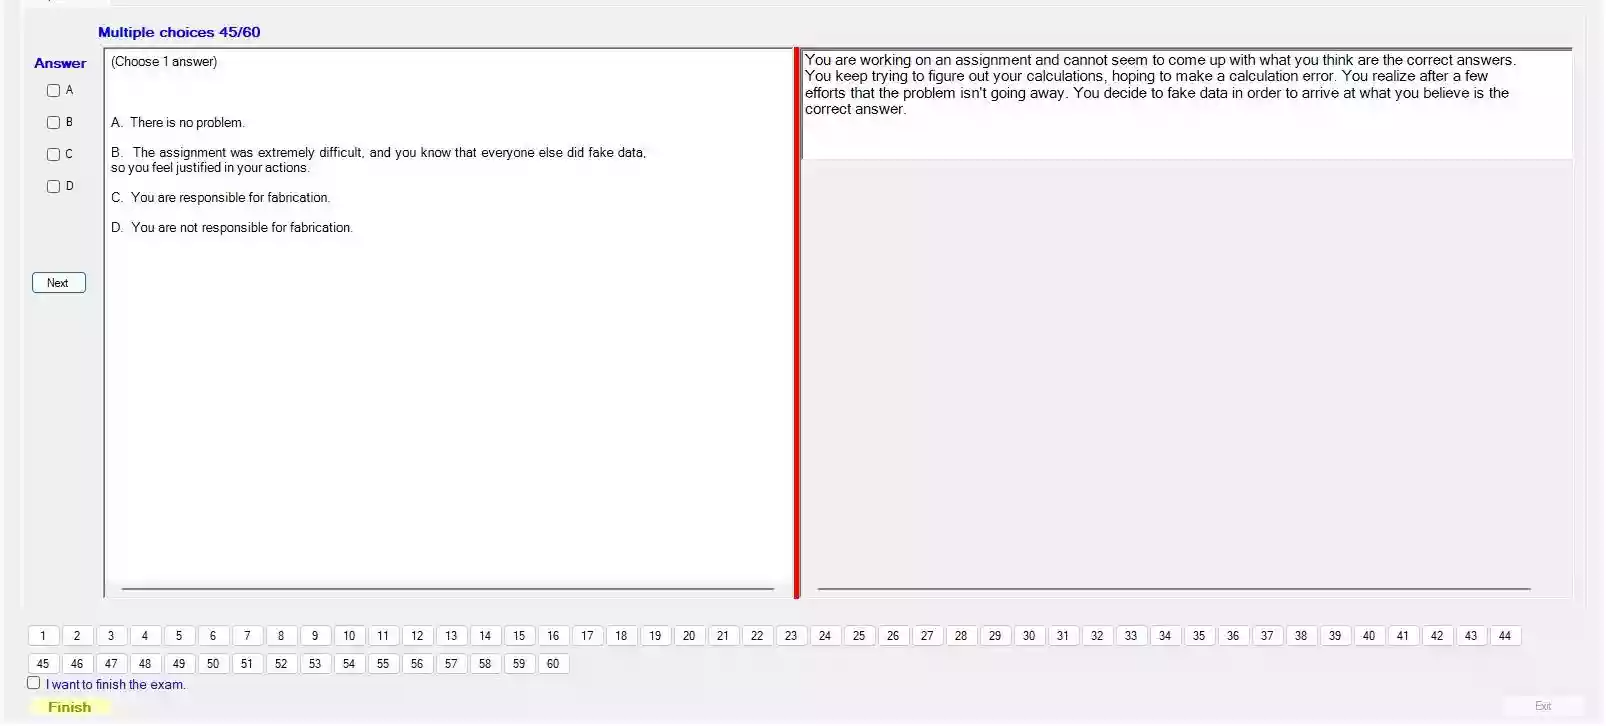 Multiple choices 45/60
Answer
A
B
C
D
Next
(Choose 1 answer)
A. There is no problem.
B. The assignment was extremely difficult, and you know that everyone else did fake data,
so you feel justified in your actions.
C. You are responsible for fabrication.
D. You are not responsible for fabrication.
You are working on an assignment and cannot seem to come up with what you think are the correct answers.
You keep trying to figure out your calculations, hoping to make a calculation error. You realize after a few
efforts that the problem isn't going away. You decide to fake data in order to arrive at what you believe is the
correct answer.
1 2 3 4 5 6 7 8 9 10 11 12 13 14 15 16 17 18 19 20 21 22 23 24 25 26 27 28 29 30 31 32 33 34 35 36 37 38 39 40 41 42 43 44
45 46 47 48 49 50 51 52 53 54 55 56 57 58 59 60
I want to finish the exam.
Finish
Exit